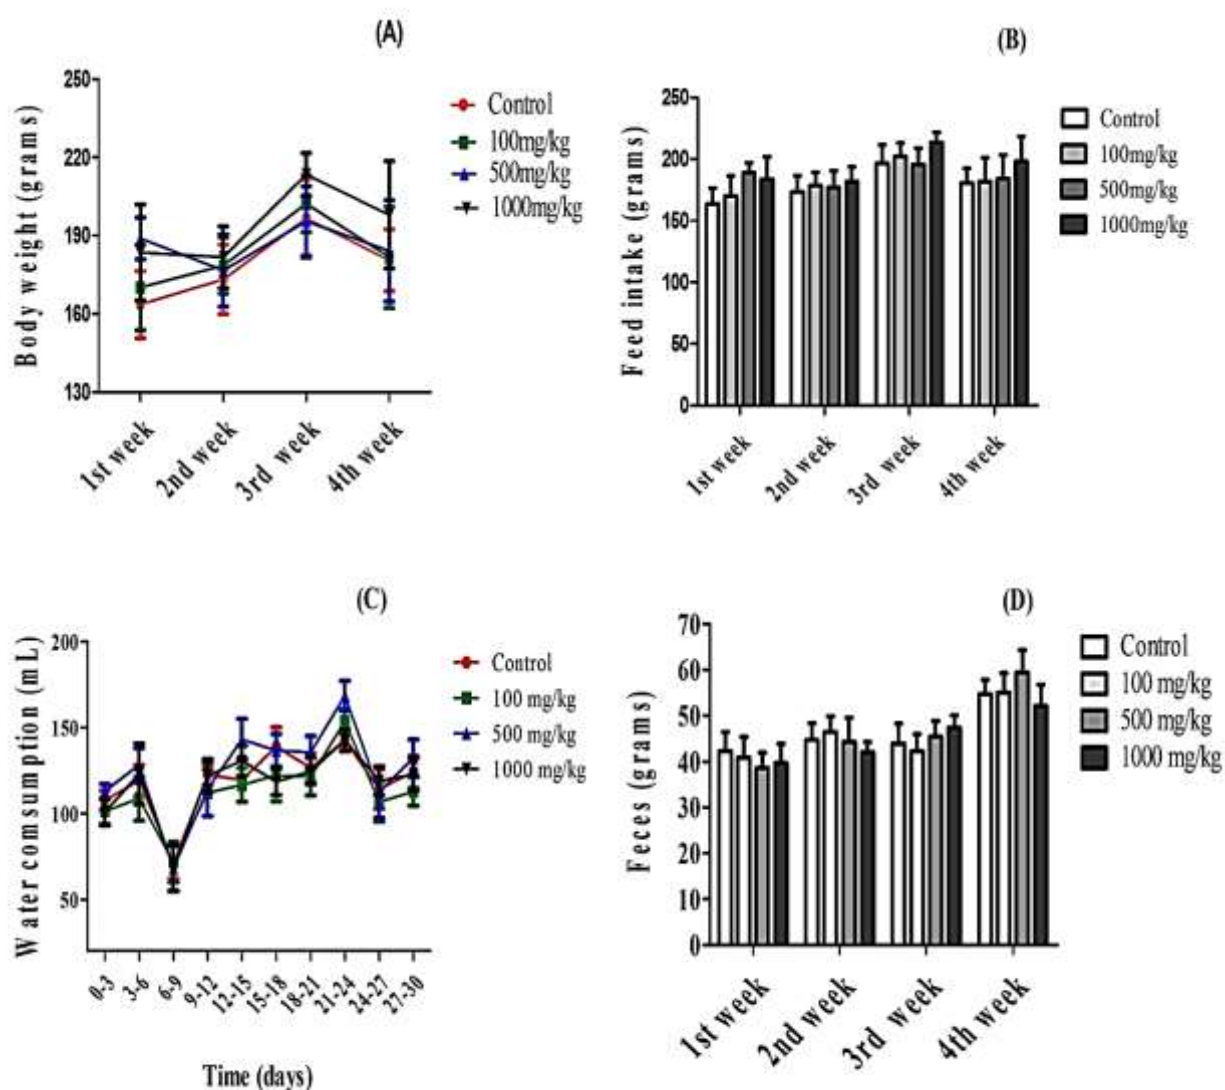 (A)
Body weight (grams)
250
220
190
160
130
1st week
2nd week
3rd week
4th week
Control
100mg/kg
500mg/kg
1000mg/kg
(B)
Feed intake (grams)
250
200
150
100
50
0
1st week
2nd week
3rd week
4th week
Control
100mg/kg
500mg/kg
1000mg/kg
(C)
Water comsumption (mL)
200
150
100
50
0-3
3-6
6-9
9-12
12-15
15-18
18-21
21-24
24-27
27-30
Time (days)
Control
100 mg/kg
500 mg/kg
1000 mg/kg
(D)
Feces (grams)
70
60
50
40
30
20
10
0
1st week
2nd week
3rd week
4th week
Control
100 mg/kg
500 mg/kg
1000 mg/kg